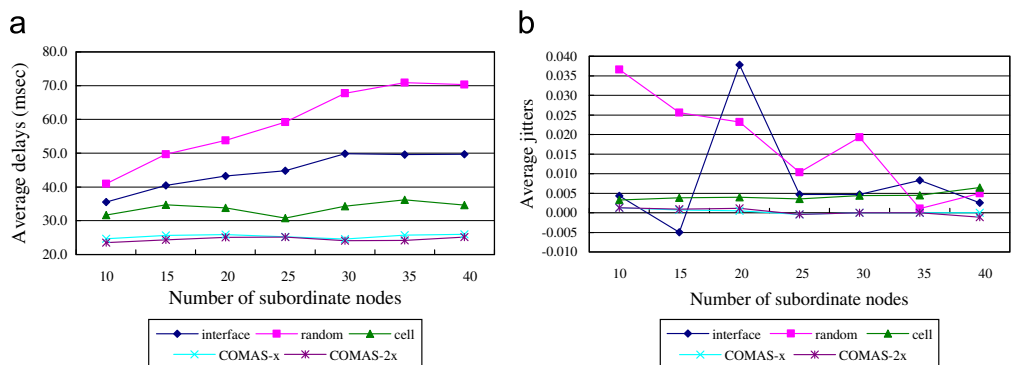 a
Average delays (msec)
80.0
70.0
60.0
50.0
40.0
30.0
20.0
10 15 20 25 30 35 40
Number of subordinate nodes
interface random cell
COMAS-x COMAS-2x
b
Average jitters
0.040
0.035
0.030
0.025
0.020
0.015
0.010
0.005
0.000
-0.005
-0.010
10 15 20 25 30 35 40
Number of subordinate nodes
interface random cell
COMAS-x COMAS-2x